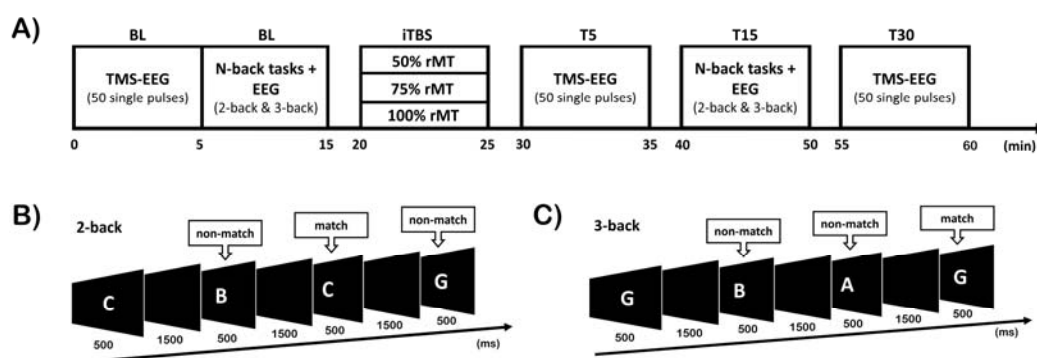 A)
BL BL iTBS T5 T15 T30
TMS-EEG
(50 single pulses)
N-back tasks +
EEG
(2-back & 3-back)
50% rMT
75% rMT
100% rMT
TMS-EEG
(50 single pulses)
N-back tasks +
EEG
(2-back & 3-back)
TMS-EEG
(50 single pulses)
0 5 15 20 25 30 35 40 50 55 60 (min)
B)
2-back
non-match
match
non-match
C B C G
500 1500 500 1500 500 1500 500
(ms)
C)
3-back
non-match
non-match
match
G B A G
500 1500 500 1500 500 1500 500
(ms)